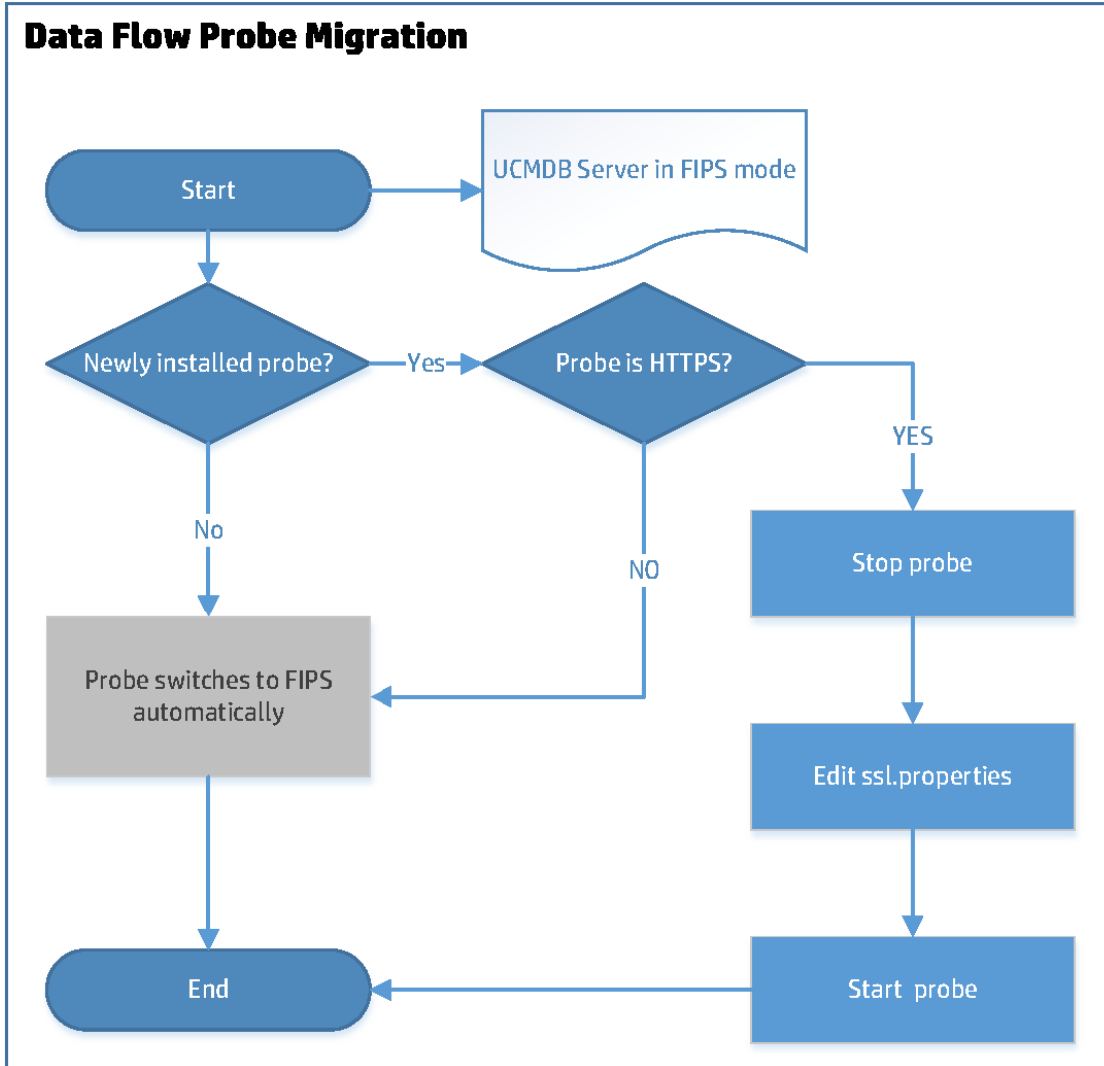 Data Flow Probe Migration
UCMDB Server in FIPS mode
Start
Newly installed probe?
Yes
Probe is HTTPS?
YES
No
NO
Stop probe
Probe switches to FIPS
automatically
Edit ssl.properties
End
Start probe